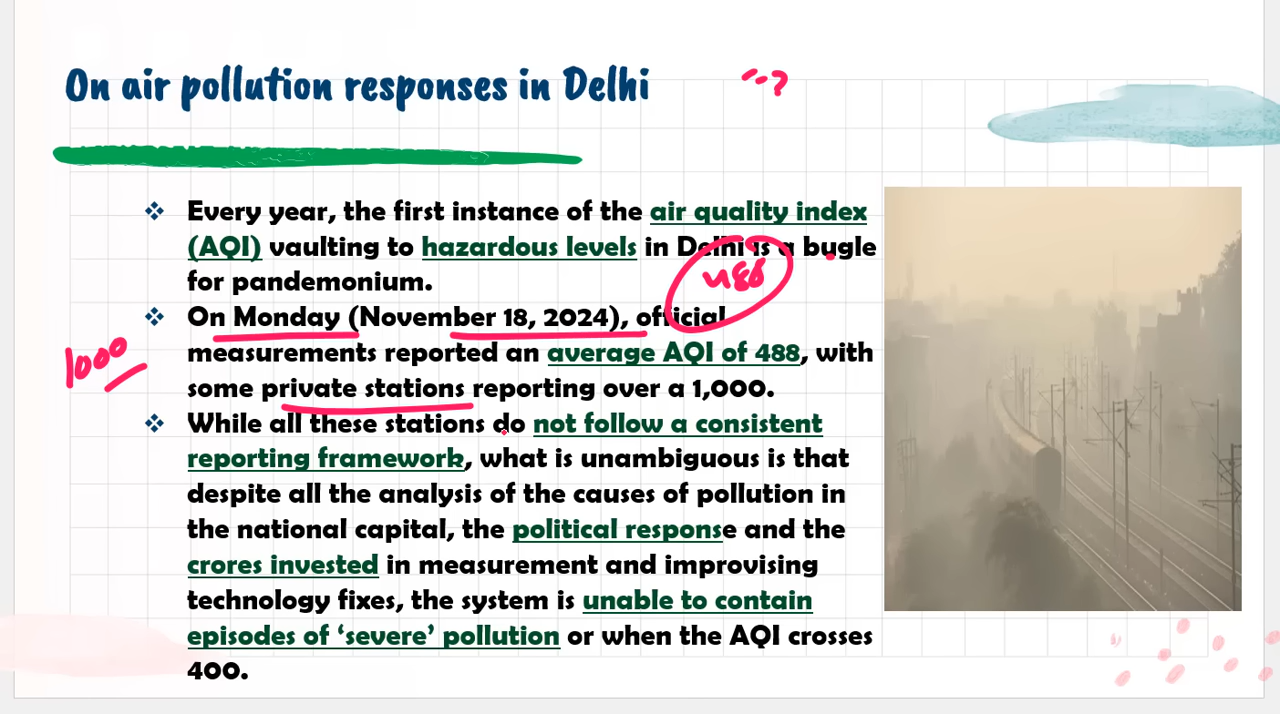 On air pollution responses in Delhi
?
❖ Every year, the first instance of the air quality index
(AQI) vaulting to hazardous levels in Delhi is a bugle
488
for pandemonium.
❖ On Monday (November 18, 2024), official
1000
measurements reported an average AQI of 488, with
some private stations reporting over a 1,000.
❖ While all these stations do not follow a consistent
reporting framework, what is unambiguous is that
despite all the analysis of the causes of pollution in
the national capital, the political response and the
crores invested in measurement and improvising
technology fixes, the system is unable to contain
episodes of ‘severe’ pollution or when the AQI crosses
400.